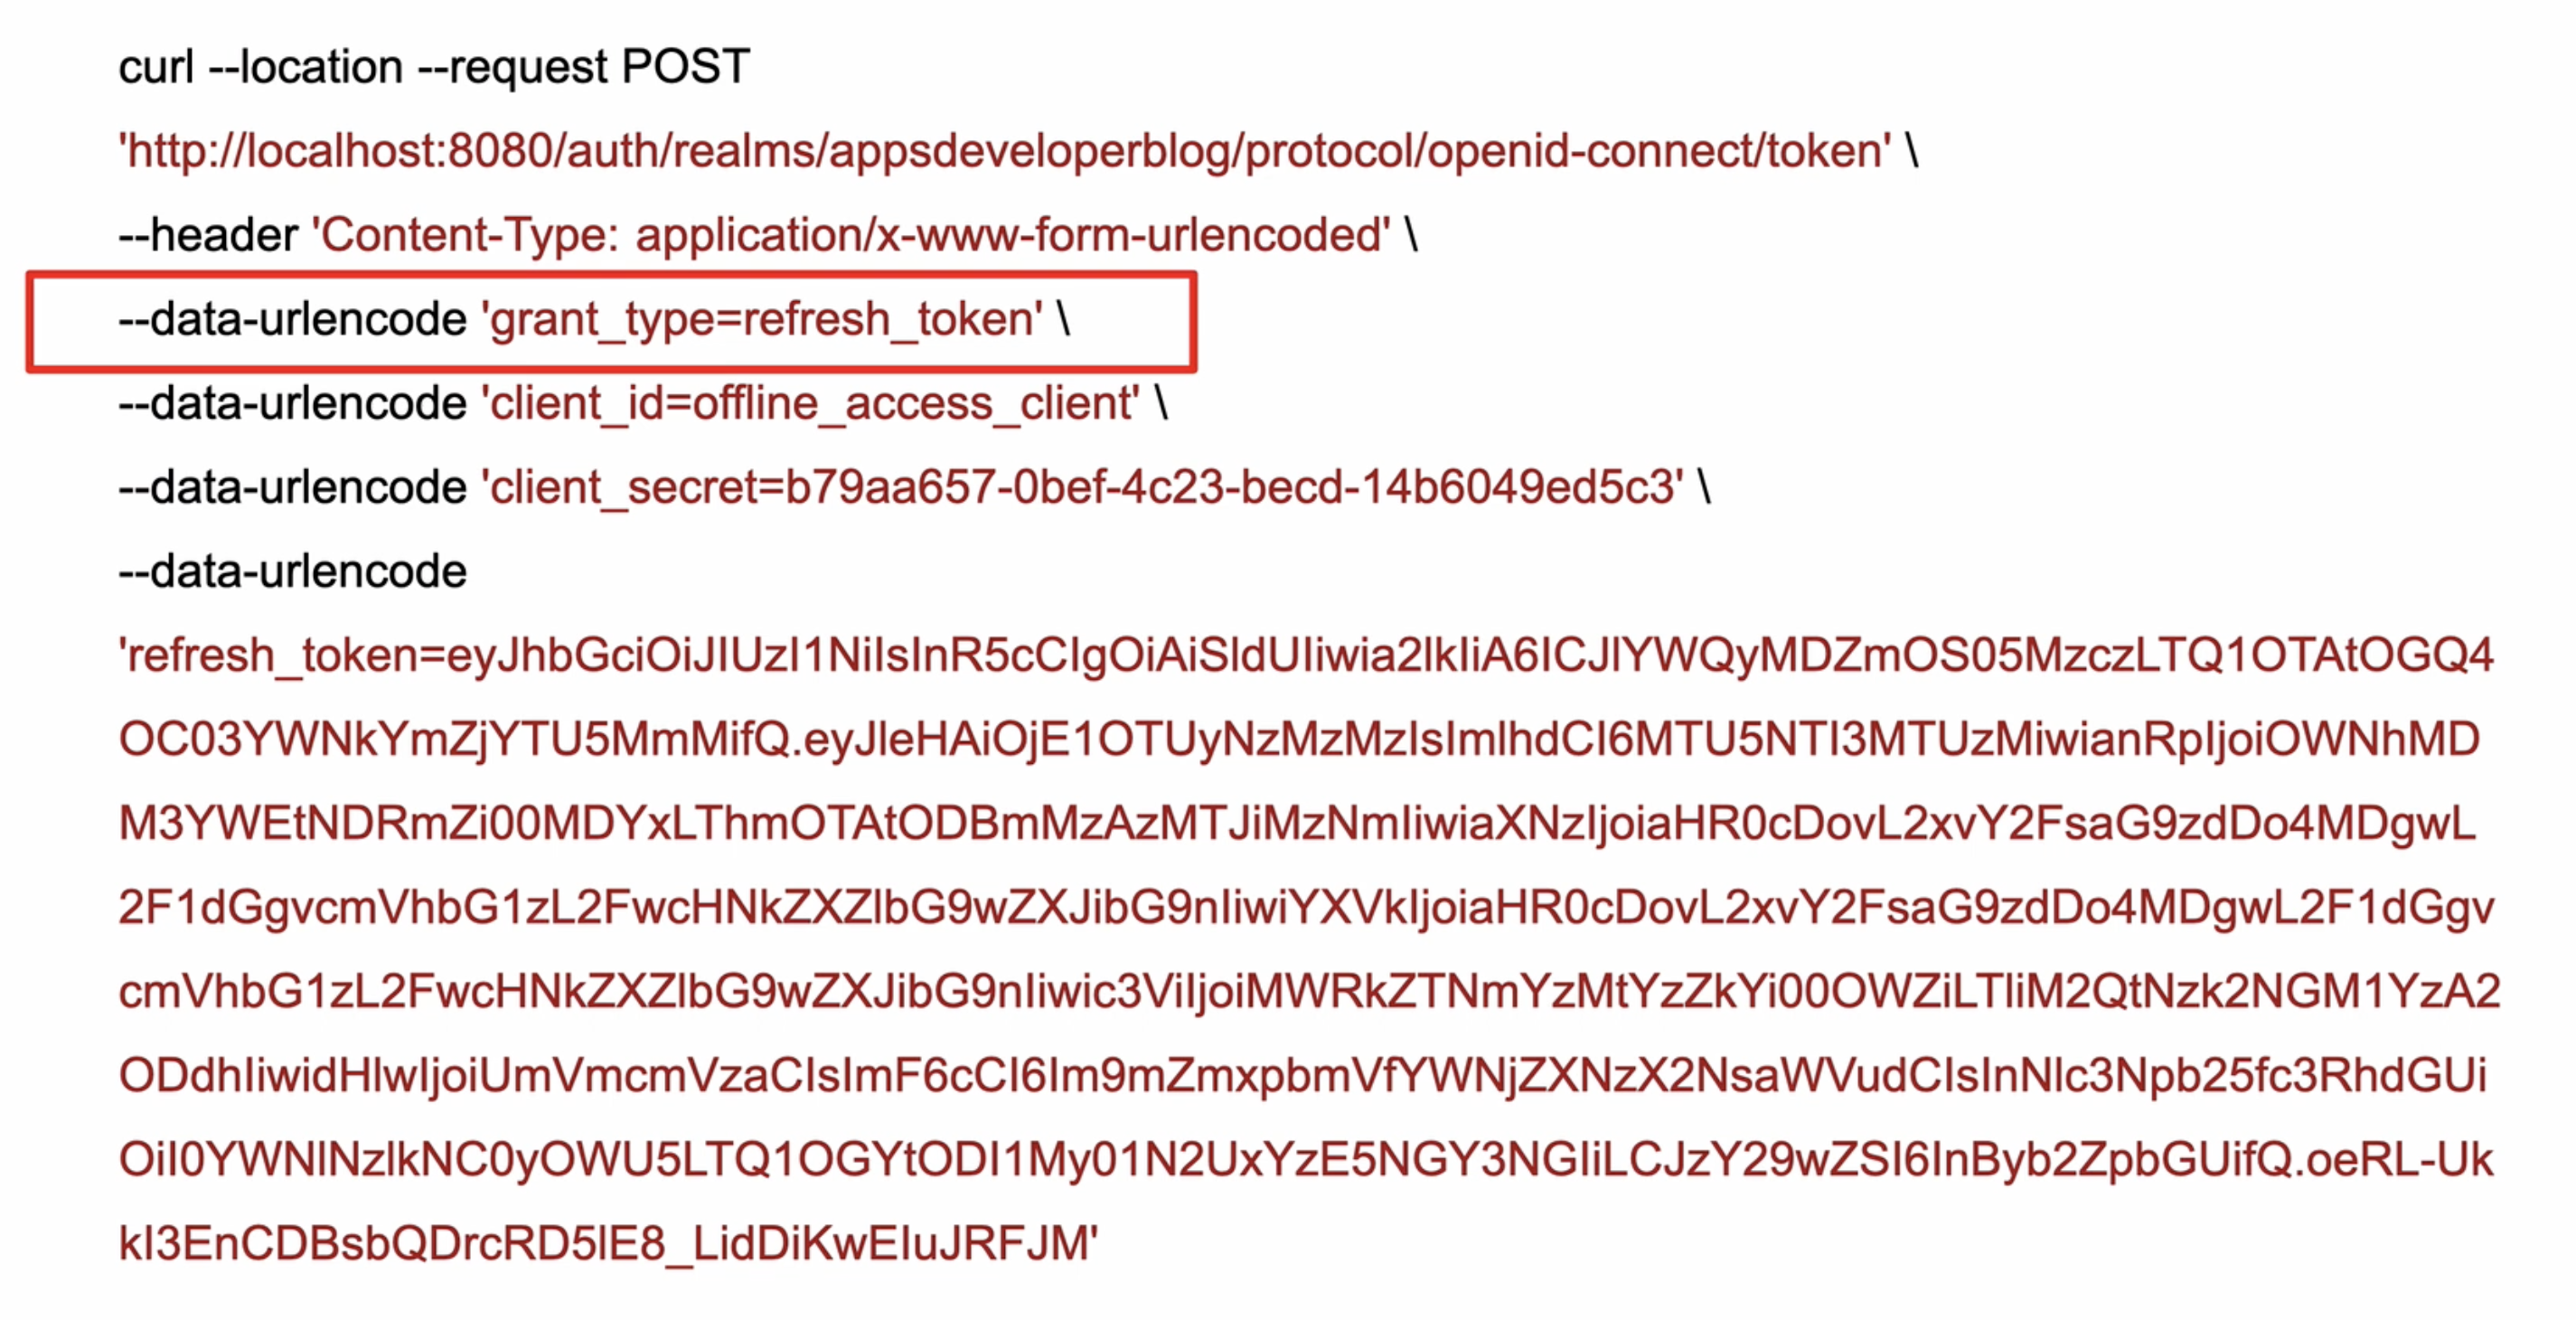 curl --location --request POST
'http://localhost:8080/auth/realms/appsdeveloperblog/protocol/openid-connect/token' \
--header 'Content-Type: application/x-www-form-urlencoded' \
--data-urlencode 'grant_type=refresh_token' \
--data-urlencode 'client_id=offline_access_client' \
--data-urlencode 'client_secret=b79aa657-0bef-4c23-becd-14b6049ed5c3' \
--data-urlencode
'refresh_token=eyJhbGciOiJIUzI1NiIsInR5cCIgOiAiSldUIiwia2lkIiA6ICJlYWQyMDZmOS05MzczLTQ1OTAtOGQ4
OC03YWNkYmZjYTU5MmMifQ.eyJleHAiOjE1OTUyNzMzMzIsImlhdCI6MTU5NTI3MTUzMiwianRpIjoiOWNhMD
M3YWEtNDRmZi00MDYxLThmOTAtODBmMzAzMTJiMzNmIiwiaXNzIjoiaHR0cDovL2xvY2FsaG9zdDo4MDgwL
2F1dGgvcmVhbG1zL2FwcHNkZXZlbG9wZXJibG9nIiwiYXVkIjoiaHR0cDovL2xvY2FsaG9zdDo4MDgwL2F1dGgv
cmVhbG1zL2FwcHNkZXZlbG9wZXJibG9nIiwic3ViIjoiMWRkZTNmYzMtYzZkYi00OWZiLTliM2QtNzk2NGM1YzA2
ODdhIiwidHlwIjoiUmVmcmVzaCIsImF6cCI6Im9mZmxpbmVfYWNjZXNzX2NsaWVudCIsInNlc3Npb25fc3RhdGUi
OiI0YWNlNzlkNC0yOWU5LTQ1OGYtODI1My01N2UxYzE5NGY3NGIiLCJzY29wZSI6InByb2ZpbGUifQ.oeRL-Uk
kI3EnCDBsbQDrcRD5lE8_LidDiKwEIuJRFJM'